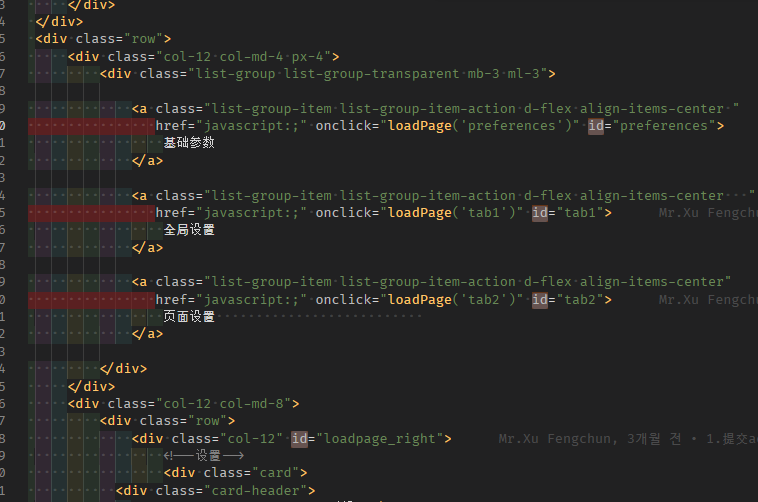 3 </div>
4 </div>
5 <div class="row">
6 <div class="col-12 col-md-4 px-4">
7 <div class="list-group list-group-transparent mb-3 ml-3">
8
9 <a class="list-group-item list-group-item-action d-flex align-items-center "
0 href="javascript:;" onclick="loadPage('preferences')" id="preferences">
1 基础参数
2 </a>
3
4 <a class="list-group-item list-group-item-action d-flex align-items-center   "
5 href="javascript:;" onclick="loadPage('tab1')" id="tab1"> Mr.Xu Fengchun
6 全局设置
7 </a>
8
9 <a class="list-group-item list-group-item-action d-flex align-items-center"
0 href="javascript:;" onclick="loadPage('tab2')" id="tab2"> Mr.Xu Fengchu
1 页面设置
2 </a>
3
4 </div>
5 </div>
6 <div class="col-12 col-md-8">
7 <div class="row">
8 <div class="col-12" id="loadpage_right"> Mr.Xu Fengchun, 3개월 전 • 1.提交a
9 <!--设置-->
0 <div class="card">
1 <div class="card-header">